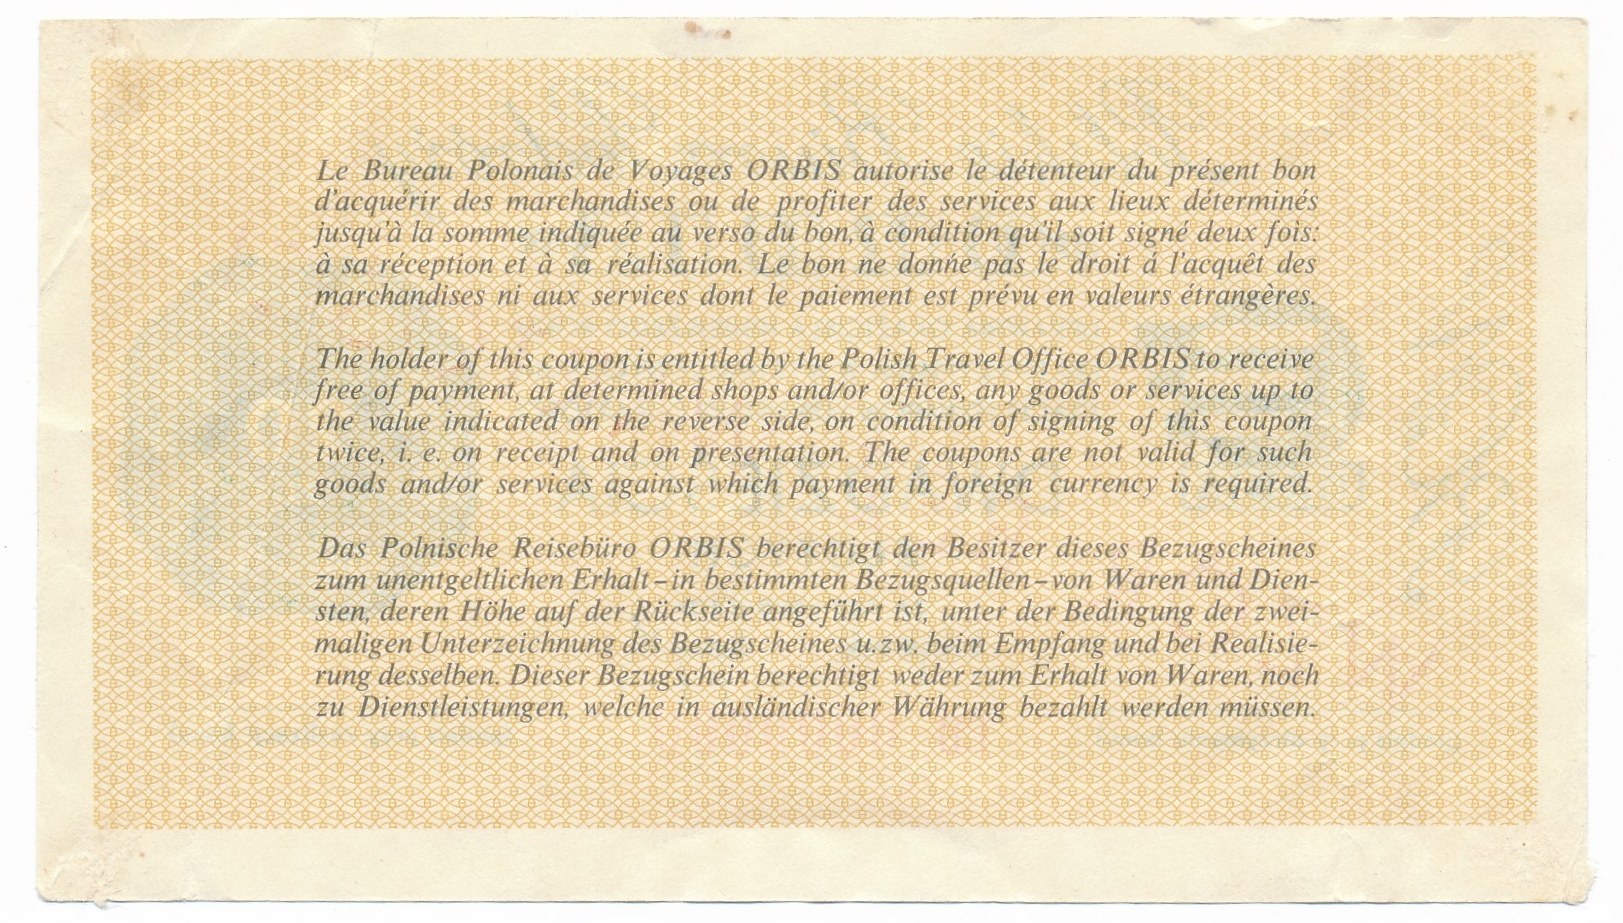 Le Bureau Polonais de Voyages ORBIS autorise le détenteur du présent bon
d'acquérir des marchandises ou de profiter des services aux lieux déterminés
jusqu'à la somme indiquée au verso du bon, à condition qu'il soit signé deux fois:
à sa réception et à sa réalisation. Le bon ne donńe pas le droit á l'acquêt des
marchandises ni aux services dont le paiement est prévu en valeurs étrangères.
The holder of this coupon is entitled by the Polish Travel Office ORBIS to receive
free of payment, at determined shops and/or offices, any goods or services up to
the value indicated on the reverse side, on condition of signing of this coupon
twice, i. e. on receipt and on presentation. The coupons are not valid for such
goods and/or services against which payment in foreign currency is required.
Das Polnische Reisebüro ORBIS berechtigt den Besitzer dieses Bezugscheines
zum unentgeltlichen Erhalt – in bestimmten Bezugsquellen – von Waren und Dien-
sten, deren Höhe auf der Rückseite angeführt ist, unter der Bedingung der zwei-
maligen Unterzeichnung des Bezugscheines u.zw. beim Empfang und bei Realisie-
rung desselben. Dieser Bezugschein berechtigt weder zum Erhalt von Waren, noch
zu Dienstleistungen, welche in ausländischer Währung bezahlt werden müssen.